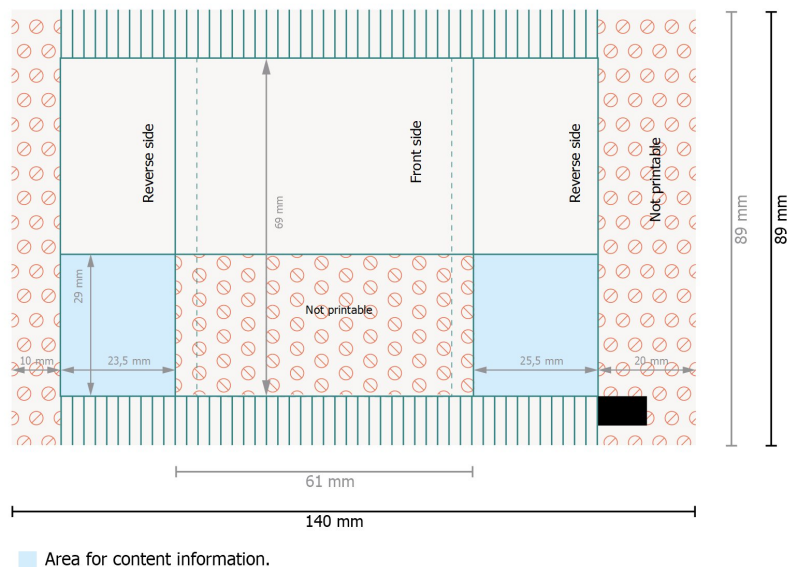 Reverse side
Front side
Reverse side
Not printable
69 mm
89 mm
89 mm
29 mm
Not printable
10 mm
23,5 mm
25,5 mm
20 mm
61 mm
140 mm
Area for content information.